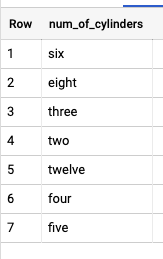 Row num_of_cylinders
1 six
2 eight
3 three
4 two
5 twelve
6 four
7 five